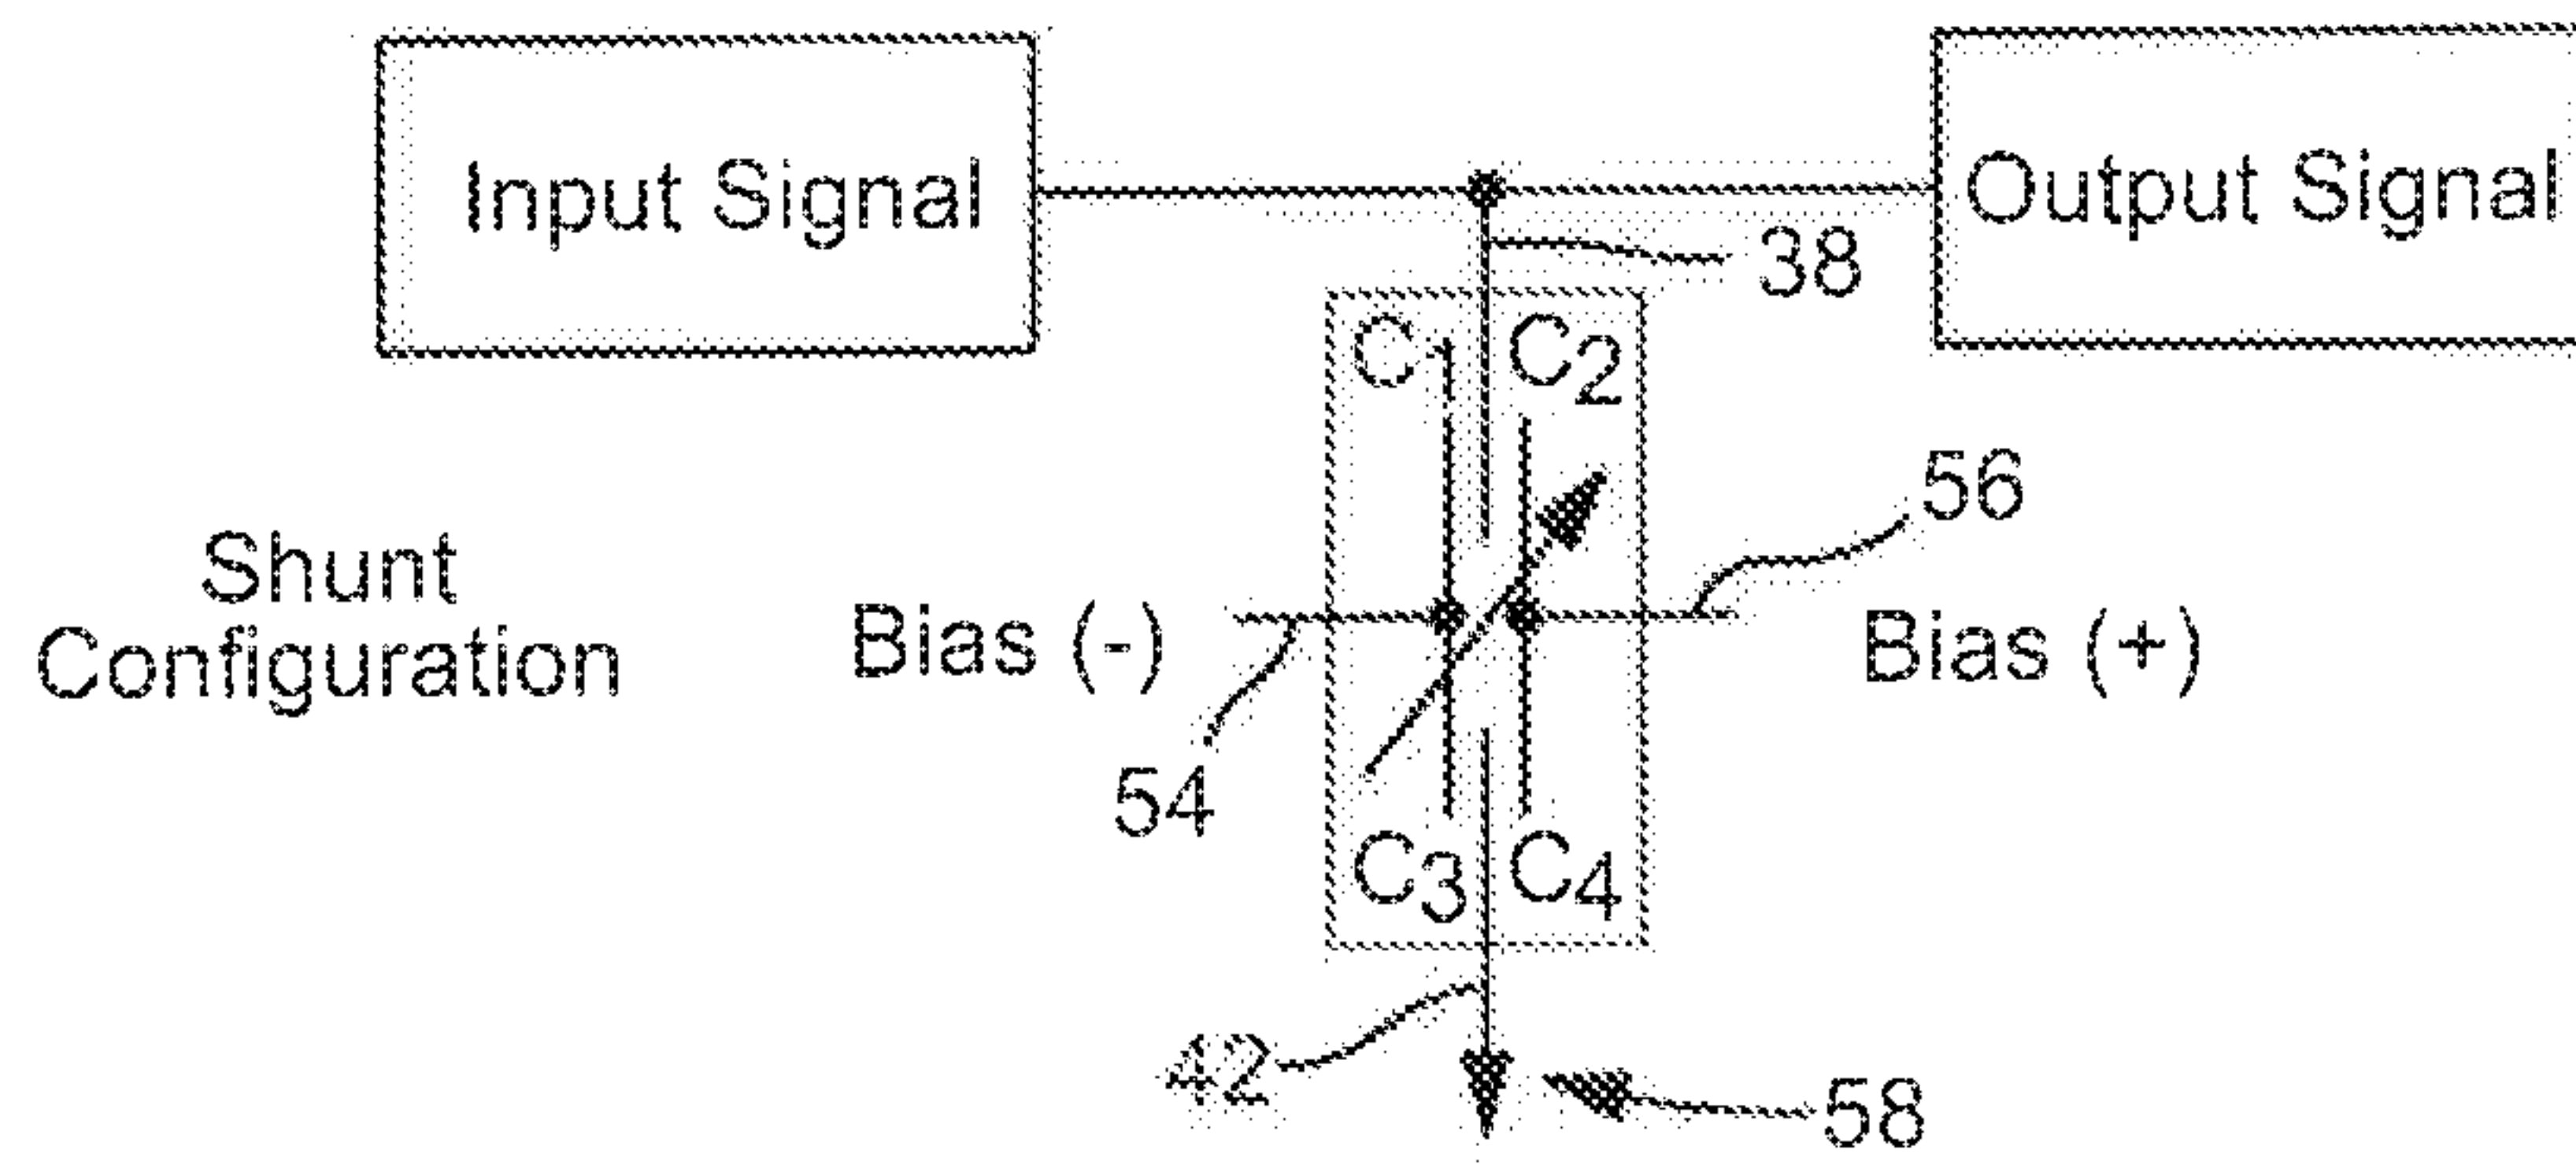 Input Signal
Output Signal
38
C1
C2
56
Shunt
Configuration
Bias (-)
Bias (+)
54
C3
C4
42
58